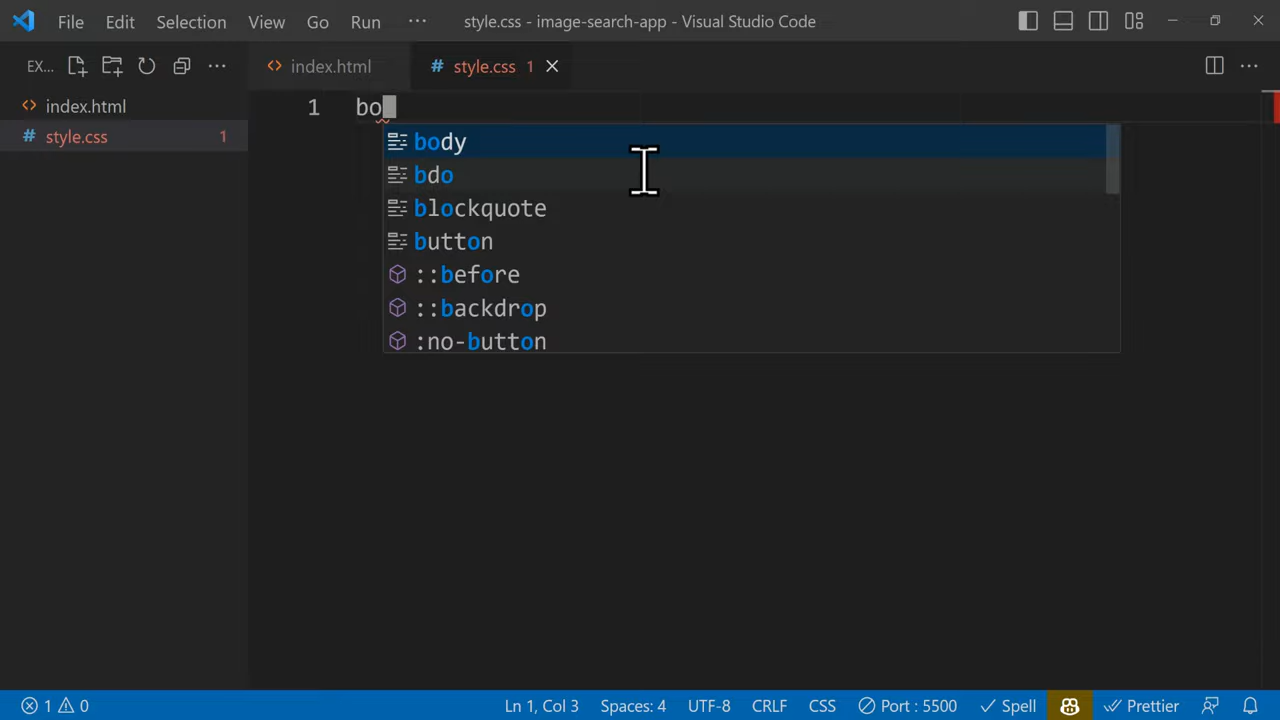 File Edit Selection View Go Run ··· style.css - image-search-app - Visual Studio Code
EX... ··· <> index.html # style.css 1
<> index.html
# style.css 1
1 bo
body
bdo
blockquote
button
::before
::backdrop
:no-button
1 0 Ln 1, Col 3 Spaces: 4 UTF-8 CRLF CSS Port : 5500 Spell Prettier